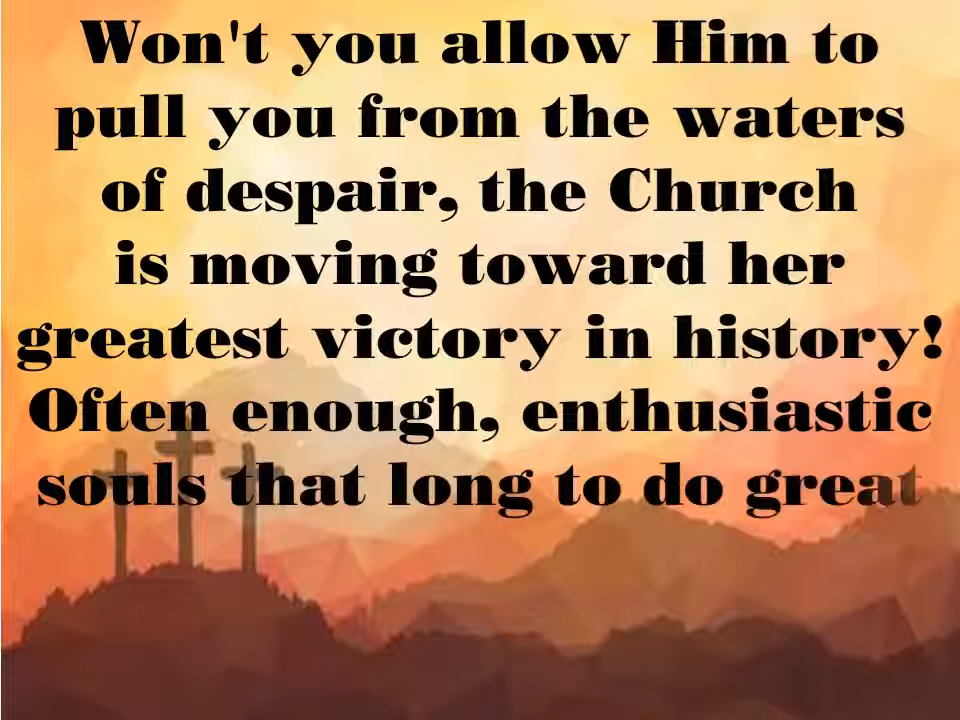 Won't you allow Him to
pull you from the waters
of despair, the Church
is moving toward her
greatest victory in history!
Often enough, enthusiastic
souls that long to do great